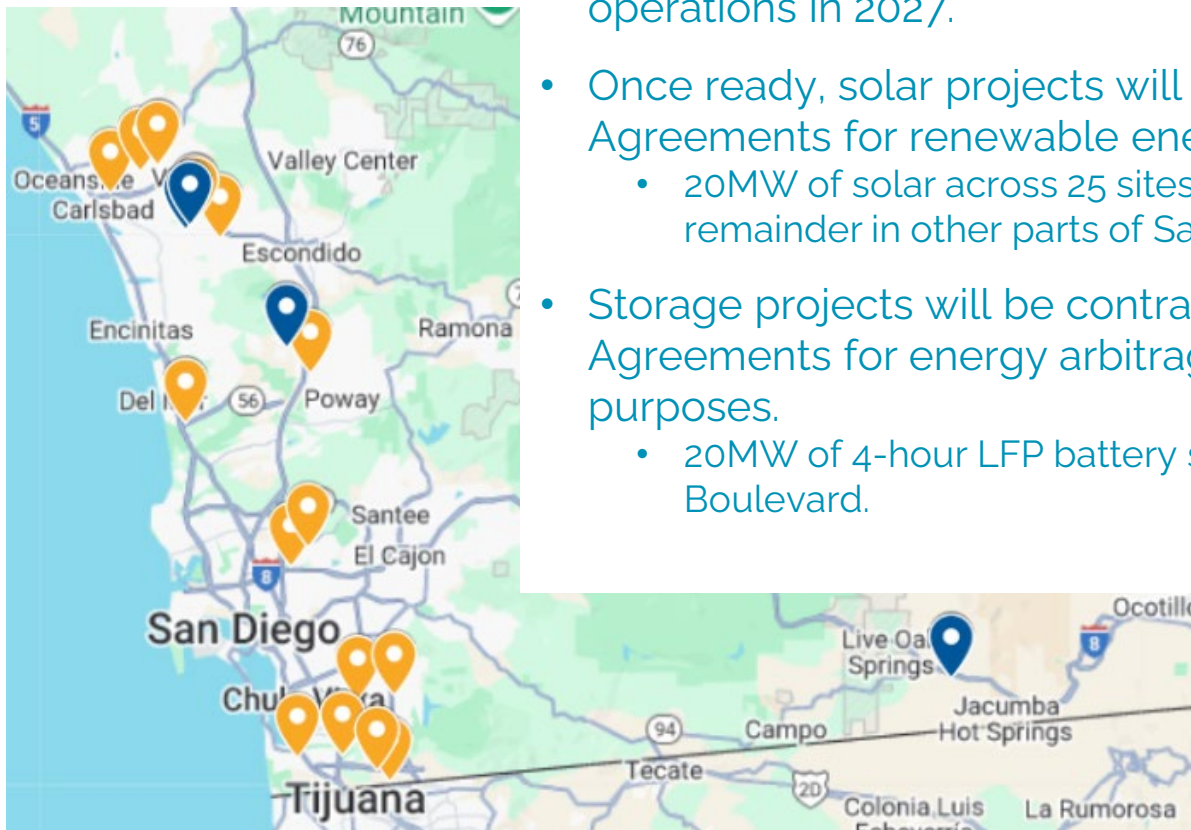 operations in 2027.
• Once ready, solar projects will
Agreements for renewable ene
• 20MW of solar across 25 sites
remainder in other parts of Sa
• Storage projects will be contra
Agreements for energy arbitrag
purposes.
• 20MW of 4-hour LFP battery s
Boulevard.
Mountain
76
5
Valley Center
Carlsbad
Escondido
Encinitas
Ramona
56
Poway
Santee
El Cajon
8
San Diego
Live Oa
Springs
Ocotillo
8
Jacumba
Hot Springs
94
Campo
Tecate
2D
Tijuana
Colonia Luis
La Rumorosa